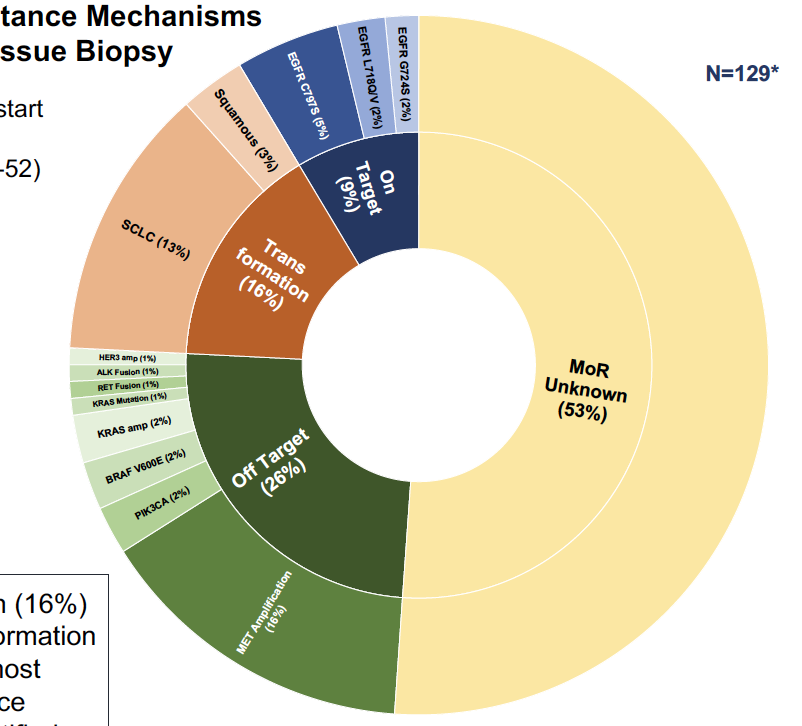 tance Mechanisms
issue Biopsy
start
-52)
N=129*
EGFR C797S (5%)
EGFR L718Q/V (2%)
EGFR G724S (2%)
On
Target
(9%)
Squamous (3%)
SCLC (13%)
Trans
formation
(16%)
HER3 amp (1%)
ALK Fusion (1%)
RET Fusion (1%)
KRAS Mutation (1%)
KRAS amp (2%)
BRAF V600E (2%)
PIK3CA (2%)
Off Target
(26%)
MET Amplification
(16%)
MoR
Unknown
(53%)
n (16%)
ormation
most
ce